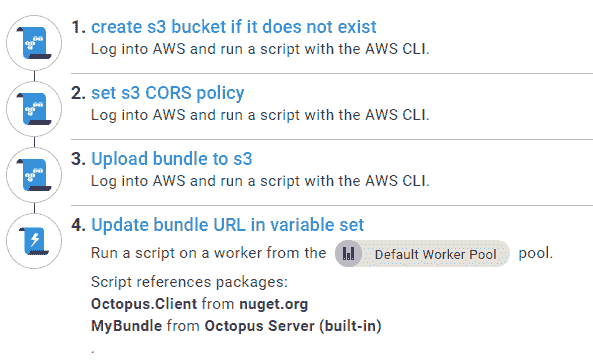 1. create s3 bucket if it does not exist
Log into AWS and run a script with the AWS CLI.
2. set s3 CORS policy
Log into AWS and run a script with the AWS CLI.
3. Upload bundle to s3
Log into AWS and run a script with the AWS CLI.
4. Update bundle URL in variable set
Run a script on a worker from the Default Worker Pool pool.
Script references packages:
Octopus.Client from nuget.org
MyBundle from Octopus Server (built-in)